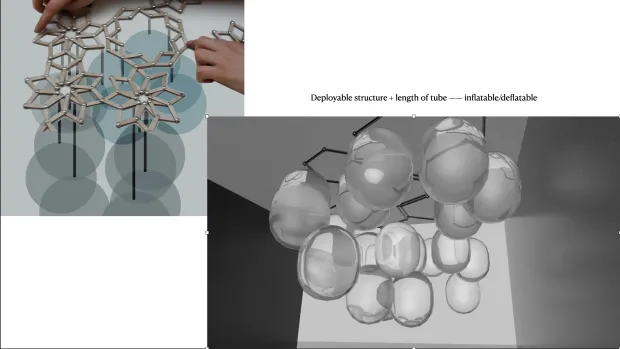 Deployable structure + length of tube —— inflatable/deflatable